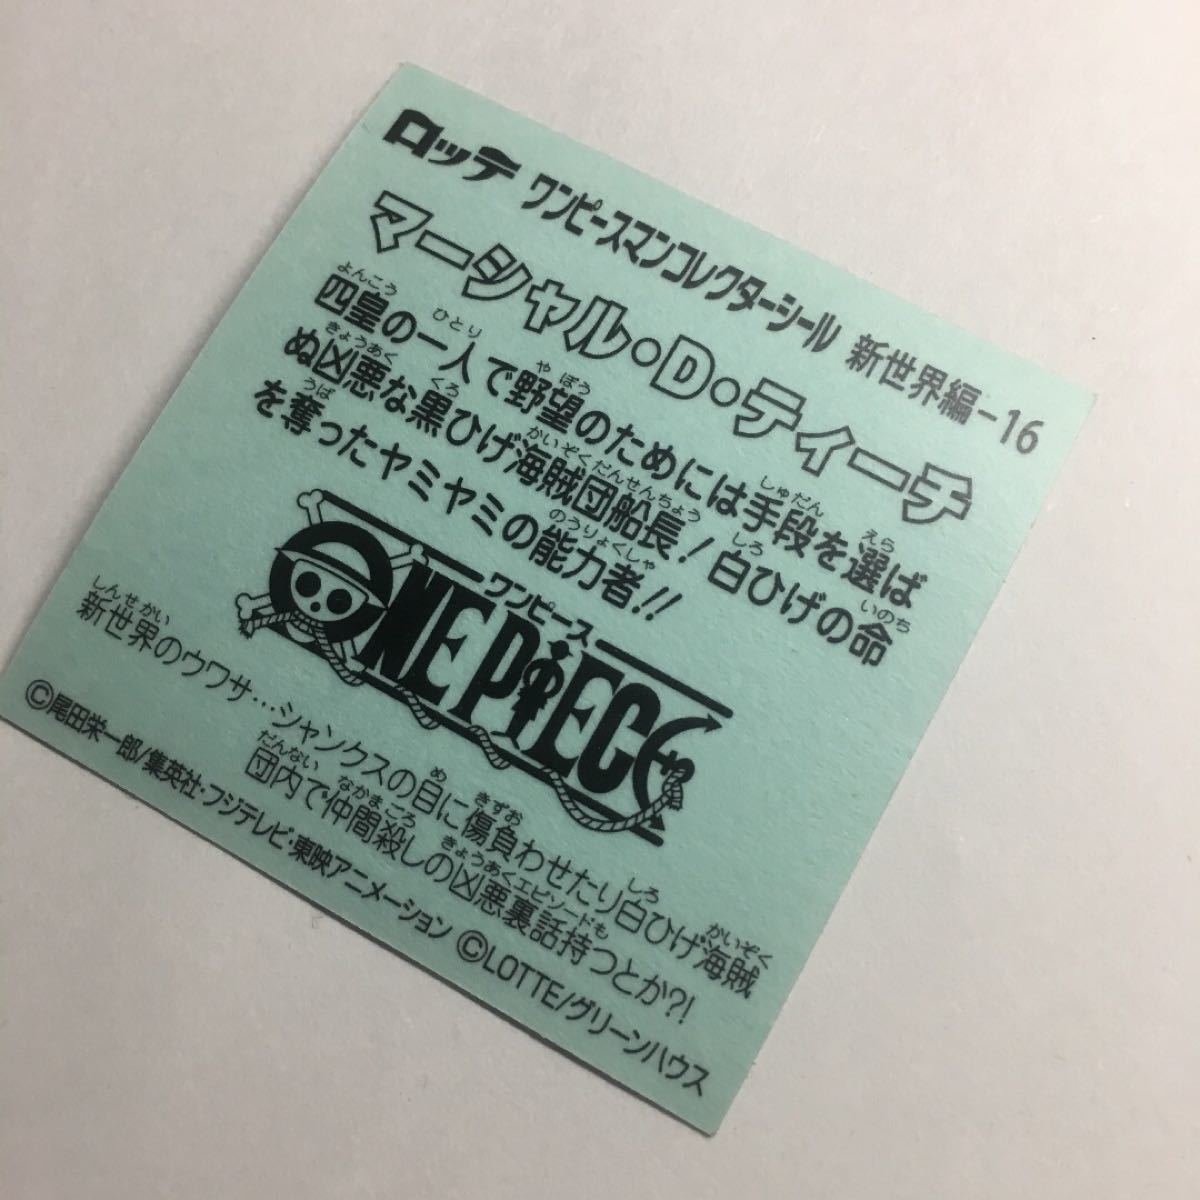 ロッテ ワンピースマンコレクターシール 新世界編-16
マーシャル・D・ティーチ
よんこう ひとり やぼう しゅだん えら
四皇の一人で野望のためには手段を選ば
きょうあく くろ かいぞくだんせんちょう しろ いのち
ぬ凶悪な黒ひげ海賊団船長!白ひげの命
うば のうりょくしゃ
を奪ったヤミヤミの能力者!!
ワンピース
ONE PIECE
しんせかい め きずお しろ かいぞく
新世界のウワサ…シャンクスの目に傷負わせたり白ひげ海賊
だんない なかまごろ きょうあくエピソードも
団内で仲間殺しの凶悪裏話持つとか?!
©尾田栄一郎/集英社・フジテレビ・東映アニメーション ©LOTTE/グリーンハウス